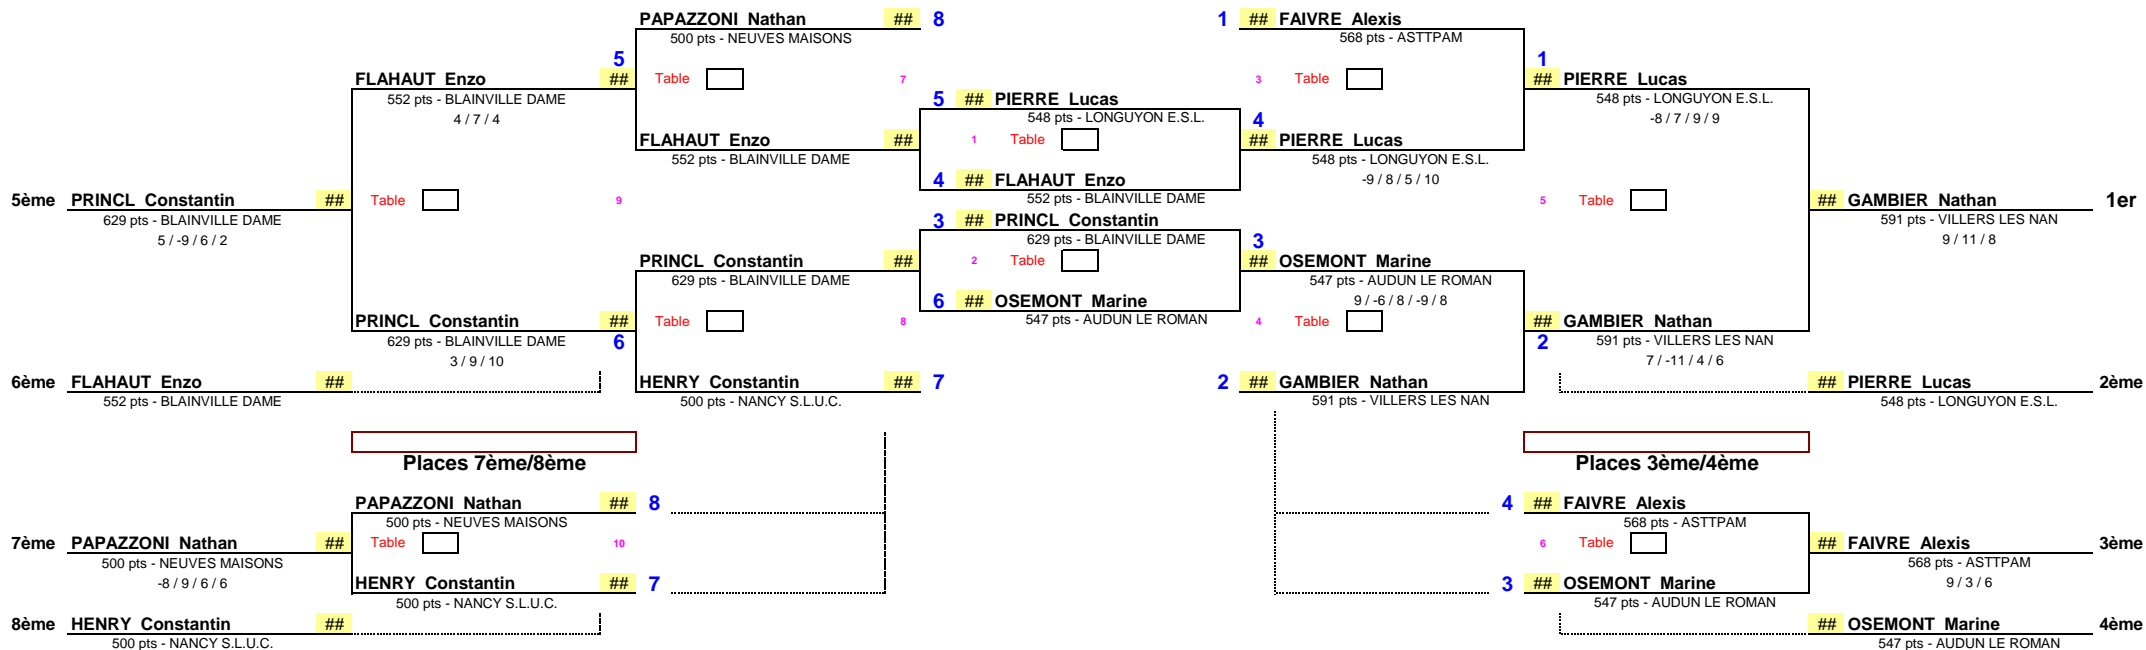 PAPAZZONI Nathan ## 8 1 ## FAIVRE Alexis
500 pts - NEUVES MAISONS 568 pts - ASTTPAM
5 1
FLAHAUT Enzo ## Table 7 3 Table ## PIERRE Lucas
552 pts - BLAINVILLE DAME 5 ## PIERRE Lucas 548 pts - LONGUYON E.S.L.
4 / 7 / 4 548 pts - LONGUYON E.S.L. 4 -8 / 7 / 9 / 9
FLAHAUT Enzo ## 1 Table ## PIERRE Lucas
552 pts - BLAINVILLE DAME 548 pts - LONGUYON E.S.L.
4 ## FLAHAUT Enzo -9 / 8 / 5 / 10
5ème PRINCL Constantin ## Table 9 552 pts - BLAINVILLE DAME 5 Table ## GAMBIER Nathan 1er
629 pts - BLAINVILLE DAME 3 ## PRINCL Constantin 591 pts - VILLERS LES NAN
5 / -9 / 6 / 2 629 pts - BLAINVILLE DAME 3 9 / 11 / 8
PRINCL Constantin ## 2 Table ## OSEMONT Marine
629 pts - BLAINVILLE DAME 547 pts - AUDUN LE ROMAN
6 ## OSEMONT Marine 9 / -6 / 8 / -9 / 8
PRINCL Constantin ## Table 8 547 pts - AUDUN LE ROMAN 4 Table ## GAMBIER Nathan
629 pts - BLAINVILLE DAME 6 2 591 pts - VILLERS LES NAN
3 / 9 / 10 7 / -11 / 4 / 6
6ème FLAHAUT Enzo ## HENRY Constantin ## 7 2 ## GAMBIER Nathan ## PIERRE Lucas 2ème
552 pts - BLAINVILLE DAME 500 pts - NANCY S.L.U.C. 591 pts - VILLERS LES NAN 548 pts - LONGUYON E.S.L.
Places 7ème/8ème Places 3ème/4ème
PAPAZZONI Nathan ## 8 4 ## FAIVRE Alexis
500 pts - NEUVES MAISONS 568 pts - ASTTPAM
7ème PAPAZZONI Nathan ## Table 10 6 Table ## FAIVRE Alexis 3ème
500 pts - NEUVES MAISONS 568 pts - ASTTPAM
-8 / 9 / 6 / 6 HENRY Constantin ## 7 3 ## OSEMONT Marine 9 / 3 / 6
500 pts - NANCY S.L.U.C. 547 pts - AUDUN LE ROMAN
8ème HENRY Constantin ## ## OSEMONT Marine 4ème
500 pts - NANCY S.L.U.C. 547 pts - AUDUN LE ROMAN